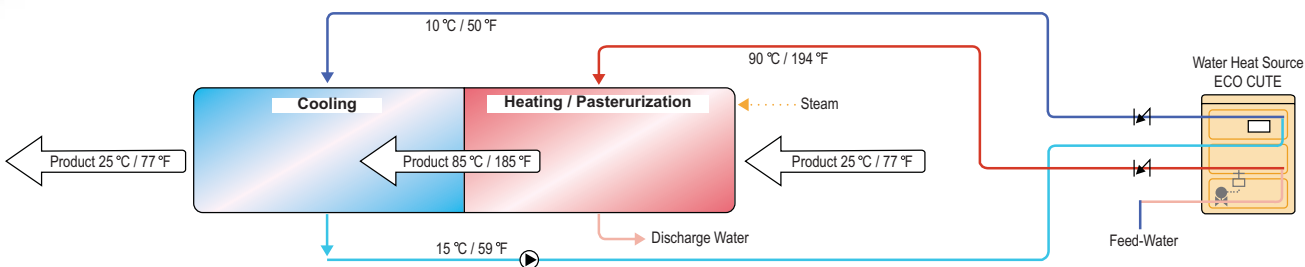 10 ℃ / 50 ℉
90 ℃ / 194 ℉
Water Heat Source
ECO CUTE
Cooling
Heating / Pasterurization
Steam
Product 25 ℃ / 77 ℉
Product 85 ℃ / 185 ℉
Product 25 ℃ / 77 ℉
Discharge Water
Feed-Water
15 ℃ / 59 ℉